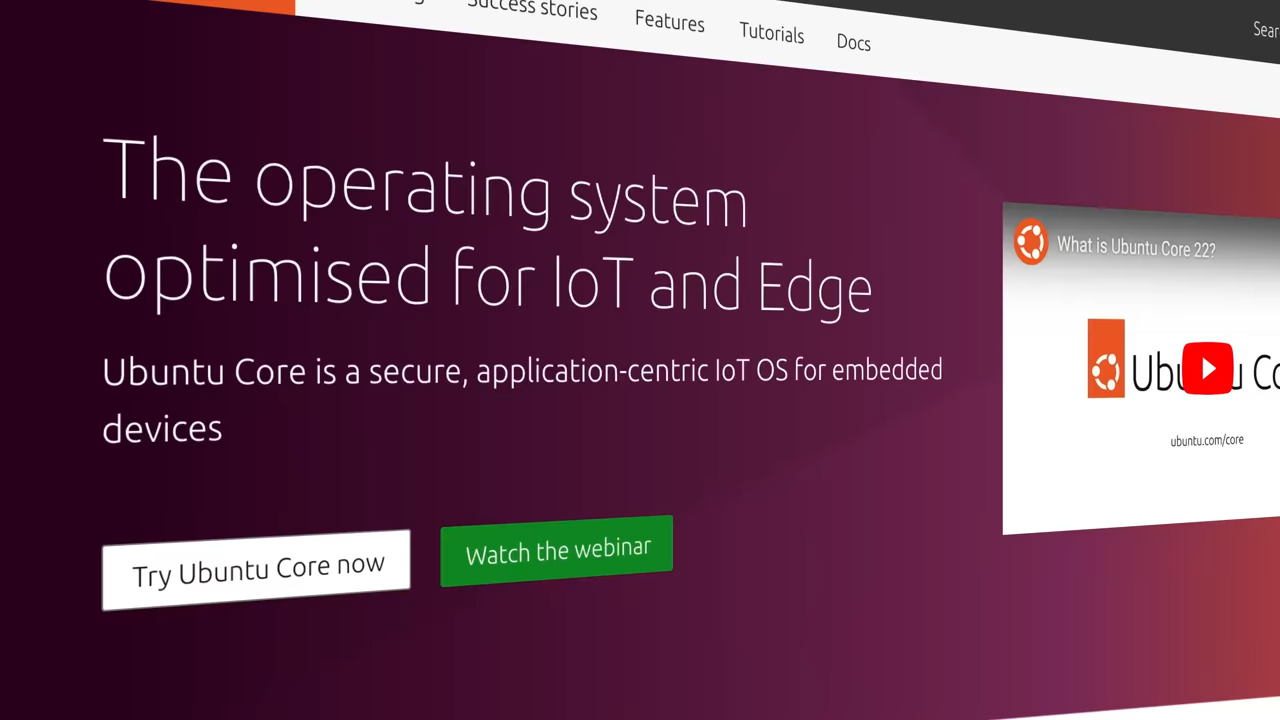 Success stories
Features
Tutorials
Docs
The operating system
optimised for IoT and Edge
Ubuntu Core is a secure, application-centric IoT OS for embedded
devices
Try Ubuntu Core now
Watch the webinar
What is Ubuntu Core 22?
ubuntu.com/core